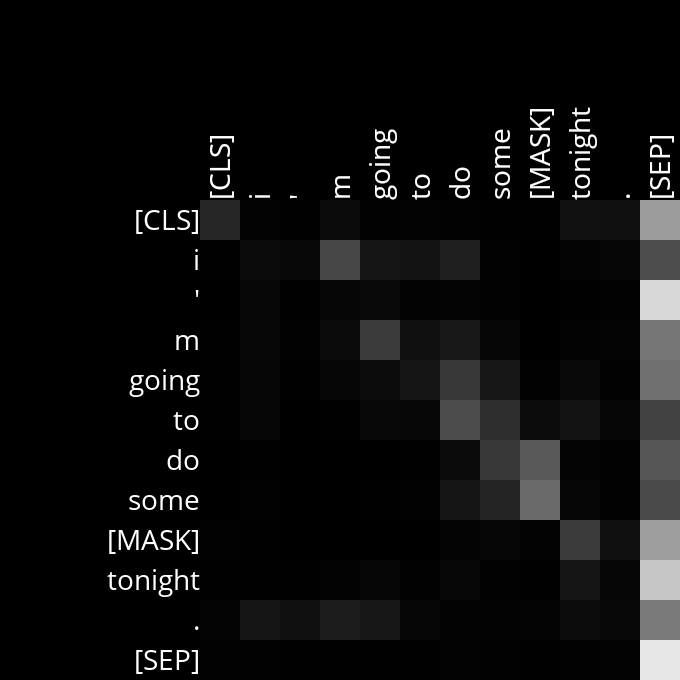 [CLS] i ' m going to do some [MASK] tonight . [SEP]
[CLS]
i
'
m
going
to
do
some
[MASK]
tonight
.
[SEP]